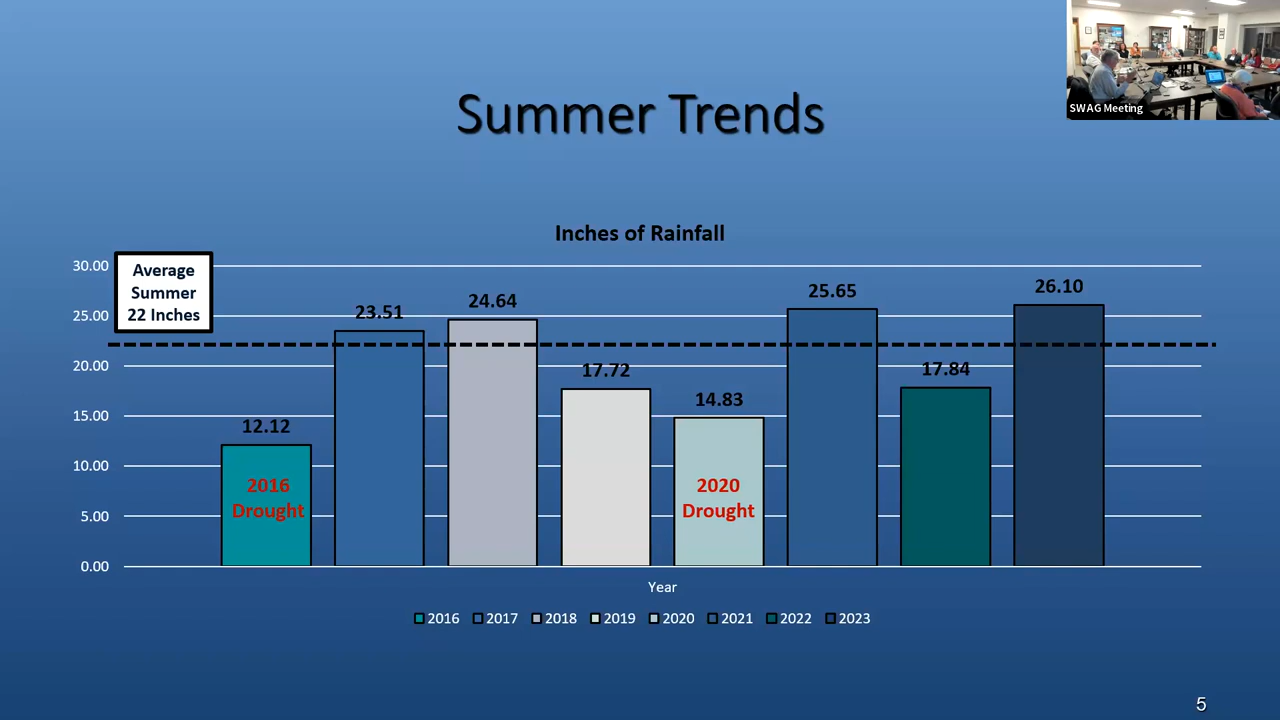 SWAG Meeting
Summer Trends
Inches of Rainfall
Average
Summer
22 Inches
30.00
25.00
20.00
15.00
10.00
5.00
0.00
12.12
23.51
24.64
17.72
14.83
25.65
17.84
26.10
2016
Drought
2020
Drought
Year
2016 2017 2018 2019 2020 2021 2022 2023
5